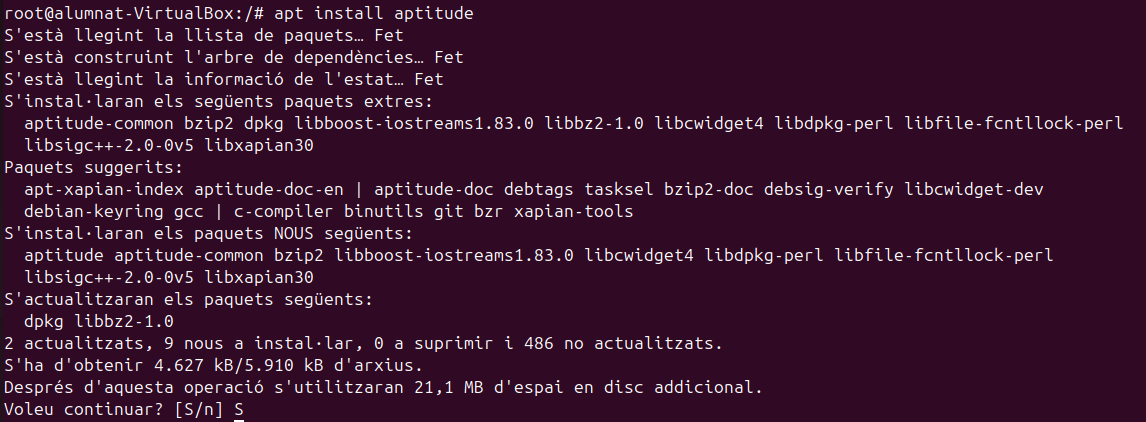 root@alumnat-VirtualBox:/# apt install aptitude
S'està llegint la llista de paquets… Fet
S'està construint l'arbre de dependències… Fet
S'està llegint la informació de l'estat… Fet
S'instal·laran els següents paquets extres:
  aptitude-common bzip2 dpkg libboost-iostreams1.83.0 libbz2-1.0 libcwidget4 libdpkg-perl libfile-fcntllock-perl
  libsigc++-2.0-0v5 libxapian30
Paquets suggerits:
  apt-xapian-index aptitude-doc-en | aptitude-doc debtags tasksel bzip2-doc debsig-verify libcwidget-dev
  debian-keyring gcc | c-compiler binutils git bzr xapian-tools
S'instal·laran els paquets NOUS següents:
  aptitude aptitude-common bzip2 libboost-iostreams1.83.0 libcwidget4 libdpkg-perl libfile-fcntllock-perl
  libsigc++-2.0-0v5 libxapian30
S'actualitzaran els paquets següents:
  dpkg libbz2-1.0
2 actualitzats, 9 nous a instal·lar, 0 a suprimir i 486 no actualitzats.
S'ha d'obtenir 4.627 kB/5.910 kB d'arxius.
Després d'aquesta operació s'utilitzaran 21,1 MB d'espai en disc addicional.
Voleu continuar? [S/n] S